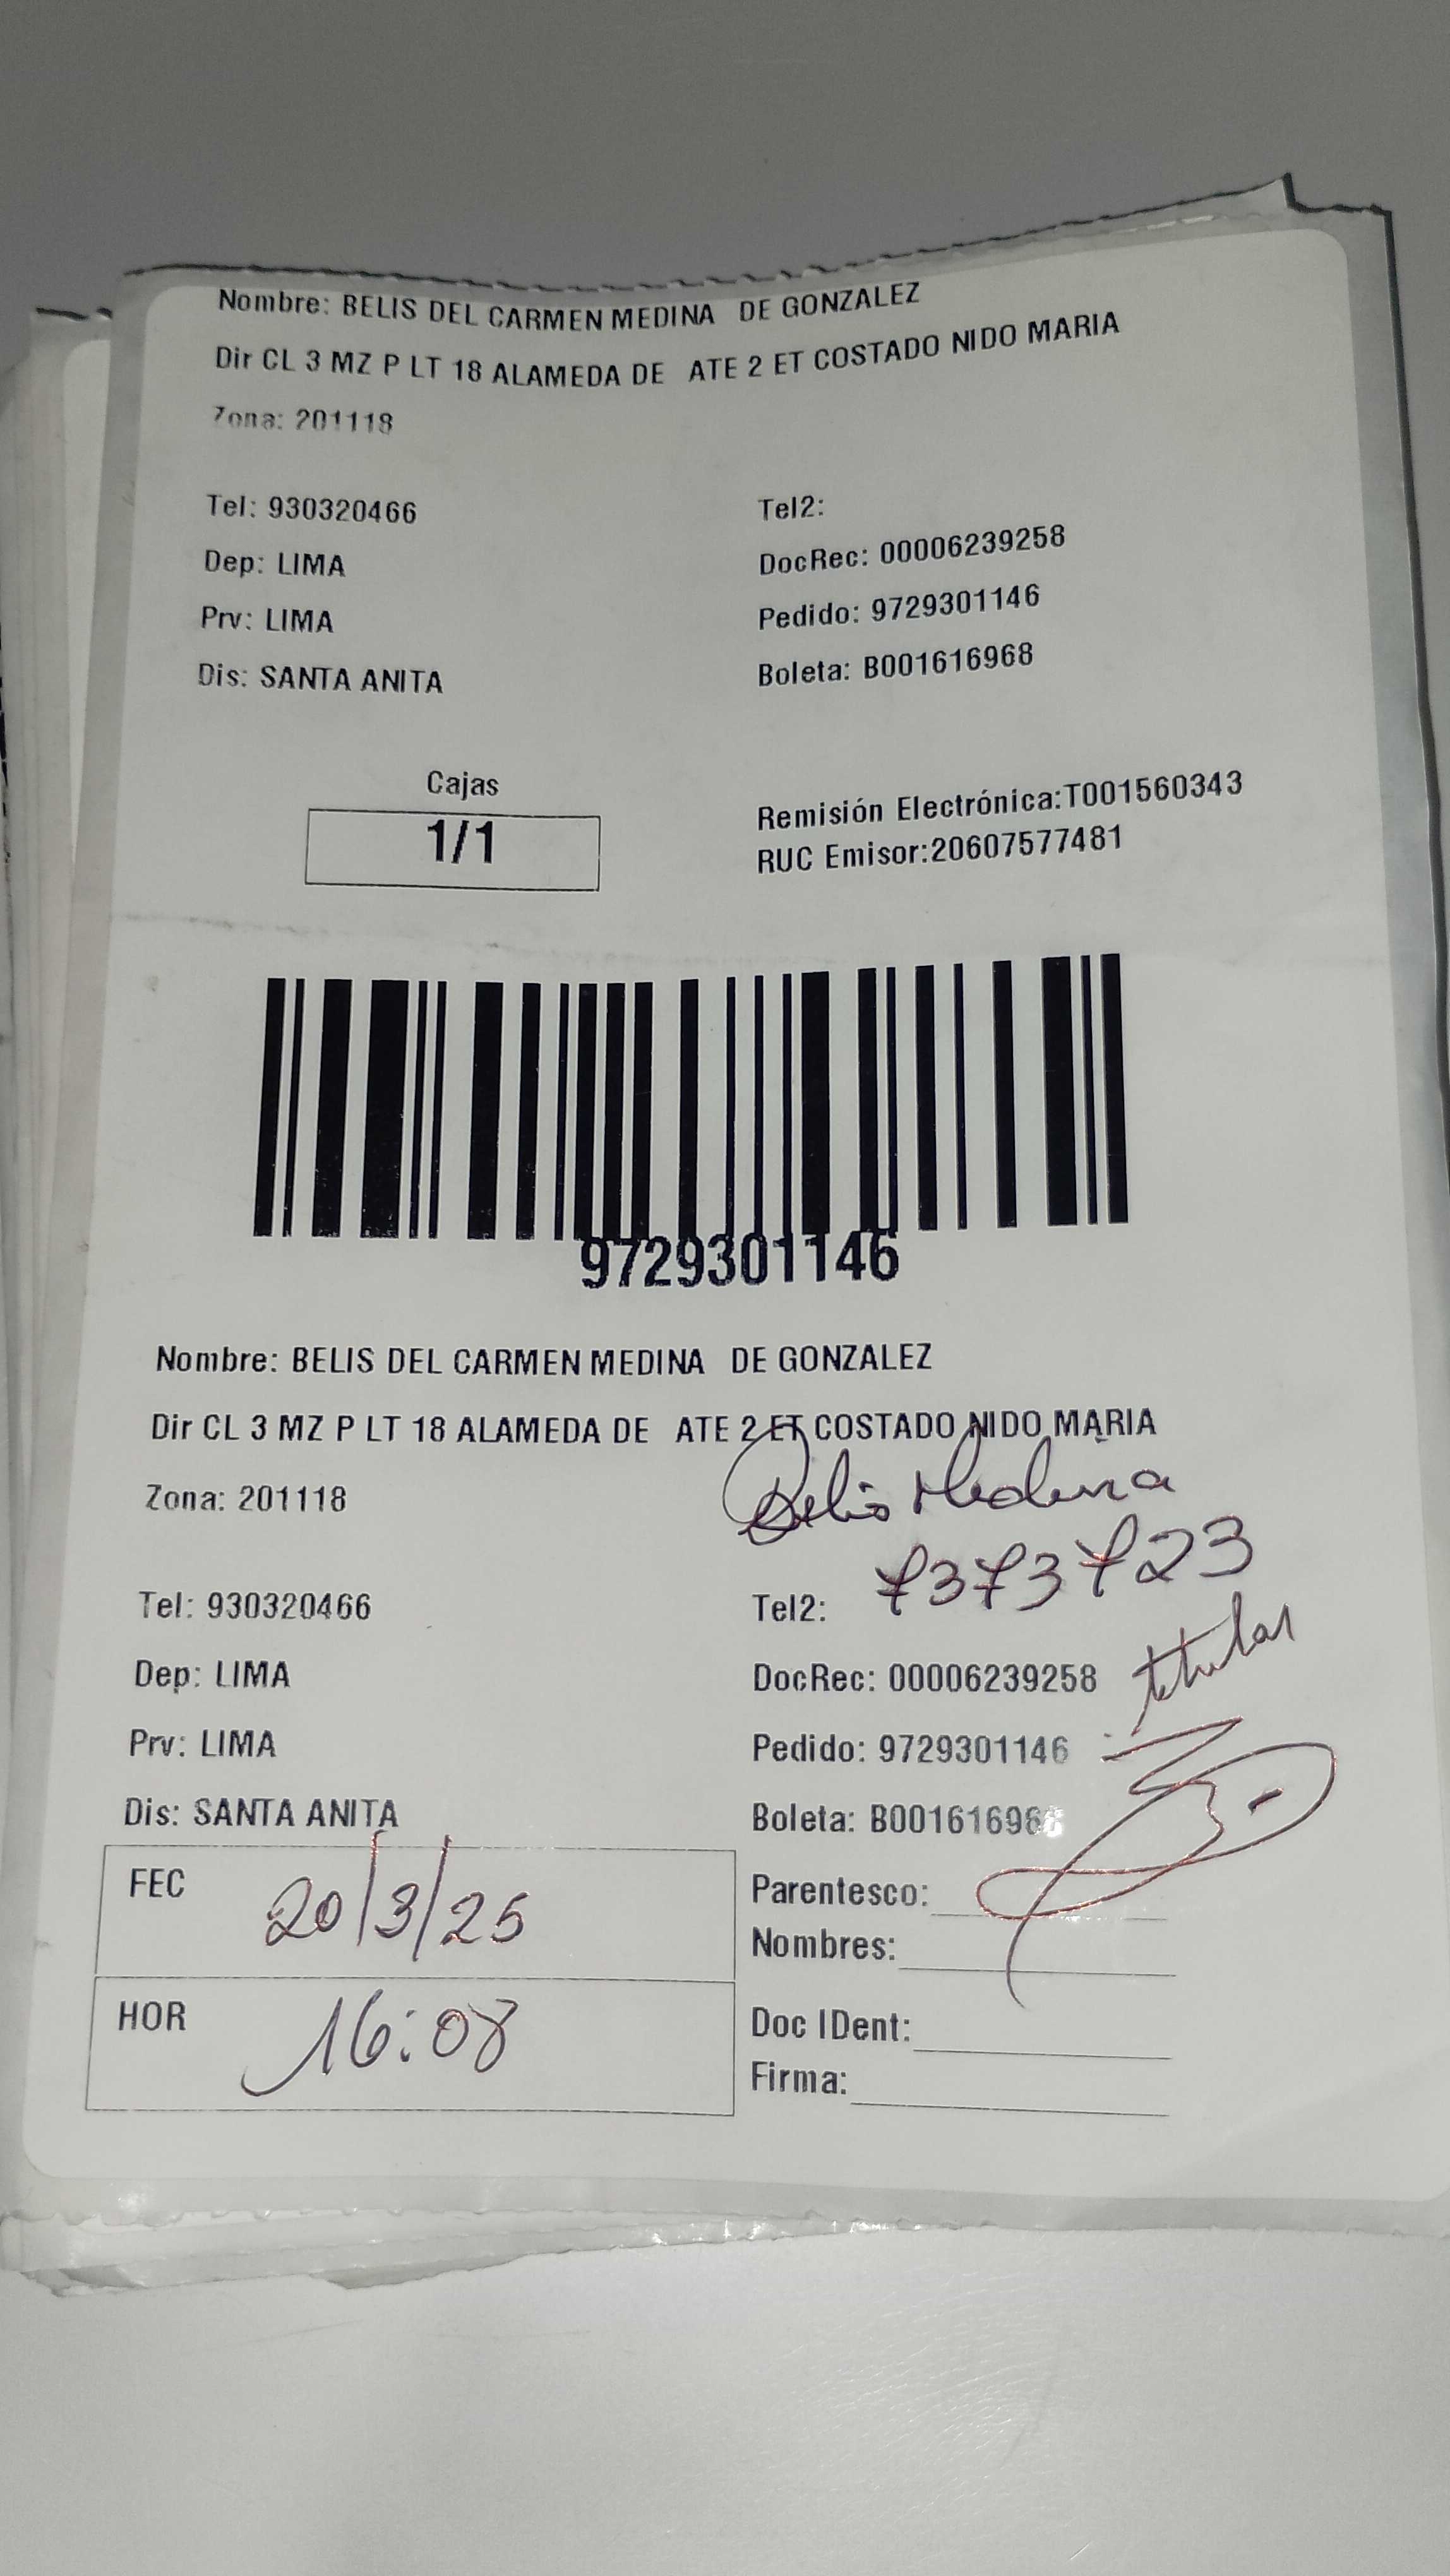 Nombre: BELIS DEL CARMEN MEDINA DE GONZALEZ
Dir CL 3 MZ P LT 18 ALAMEDA DE ATE 2 ET COSTADO NIDO MARIA
Zona: 201118
Tel: 930320466 Tel2:
Dep: LIMA DocRec: 00006239258
Prv: LIMA Pedido: 9729301146
Dis: SANTA ANITA Boleta: B001616968
Cajas
1/1
Remisión Electrónica:T001560343
RUC Emisor:20607577481
9729301146
Nombre: BELIS DEL CARMEN MEDINA DE GONZALEZ
Dir CL 3 MZ P LT 18 ALAMEDA DE ATE 2 ET COSTADO NIDO MARIA
Belis Medina
Zona: 201118
7373723
Tel: 930320466 Tel2:
titular
Dep: LIMA DocRec: 00006239258
Prv: LIMA Pedido: 9729301146
Dis: SANTA ANITA Boleta: B001616968
FEC 20/3/25
HOR 16:08
Parentesco:
Nombres:
Doc IDent:
Firma: